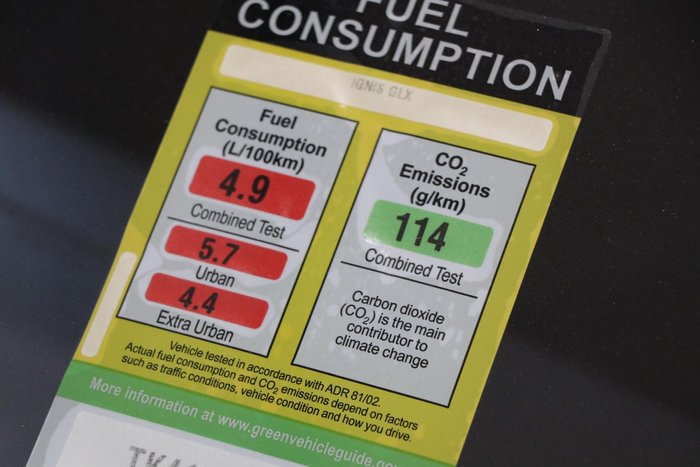 FUEL
CONSUMPTION
IGNIS GLX
Fuel
Consumption
(L/100km)
4.9
Combined Test
5.7
Urban
4.4
Extra Urban
CO2
Emissions
(g/km)
114
Combined Test
Carbon dioxide
(CO2) is the main
contributor to
climate change
Vehicle tested in accordance with ADR 81/02.
Actual fuel consumption and CO2 emissions depend on factors
such as traffic conditions, vehicle condition and how you drive.
More information at www.greenvehicleguide.gov